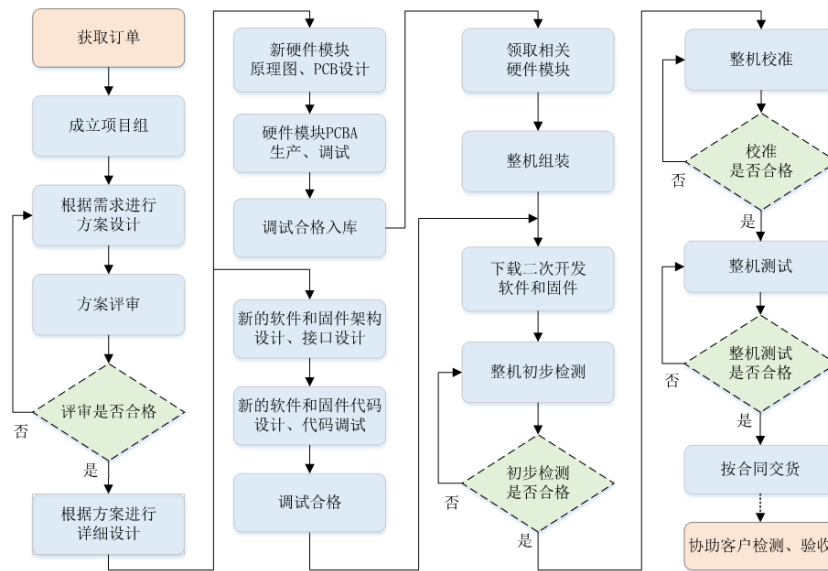 获取订单
成立项目组
根据需求进行
方案设计
方案评审
评审是否合格
否
是
根据方案进行
详细设计
新硬件模块
原理图、PCB设计
硬件模块PCBA
生产、调试
调试合格入库
新的软件和固件架构
设计、接口设计
新的软件和固件代码
设计、代码调试
调试合格
领取相关
硬件模块
整机组装
下载二次开发
软件和固件
整机初步检测
初步检测
是否合格
否
是
整机校准
校准
是否合格
否
是
整机测试
整机测试
是否合格
否
是
按合同交货
协助客户检测、验收